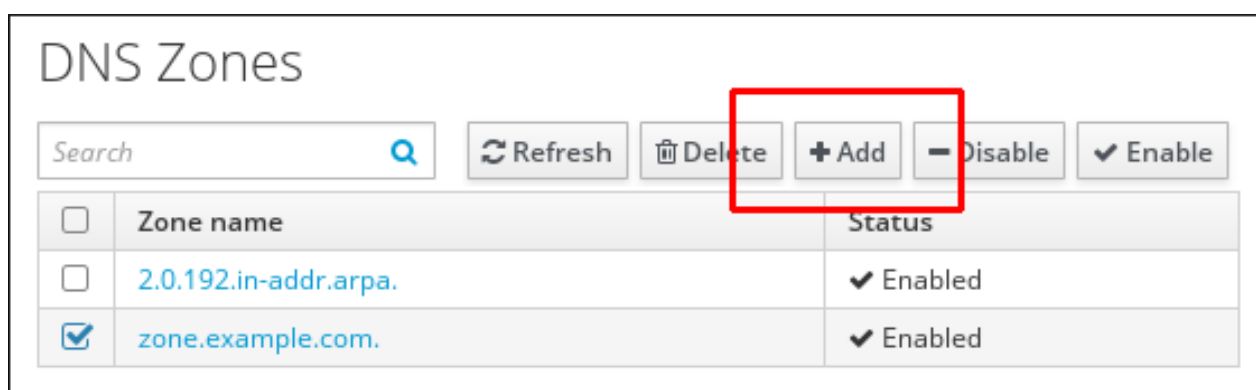 DNS Zones
Search Refresh Delete Add Disable Enable
Zone name Status
2.0.192.in-addr.arpa. Enabled
zone.example.com. Enabled